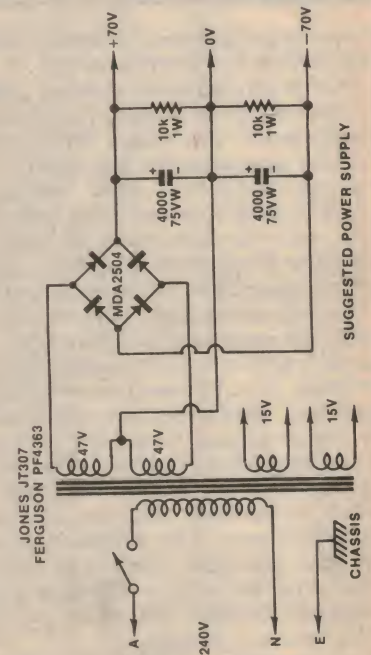 JONES JT307
FERGUSON PF4363
A
240V
N
E
CHASSIS
47V
47V
15V
15V
MDA2504
+
4000
75VW
−
10k
1W
+
4000
75VW
−
10k
1W
+70V
0V
−70V
SUGGESTED POWER SUPPLY